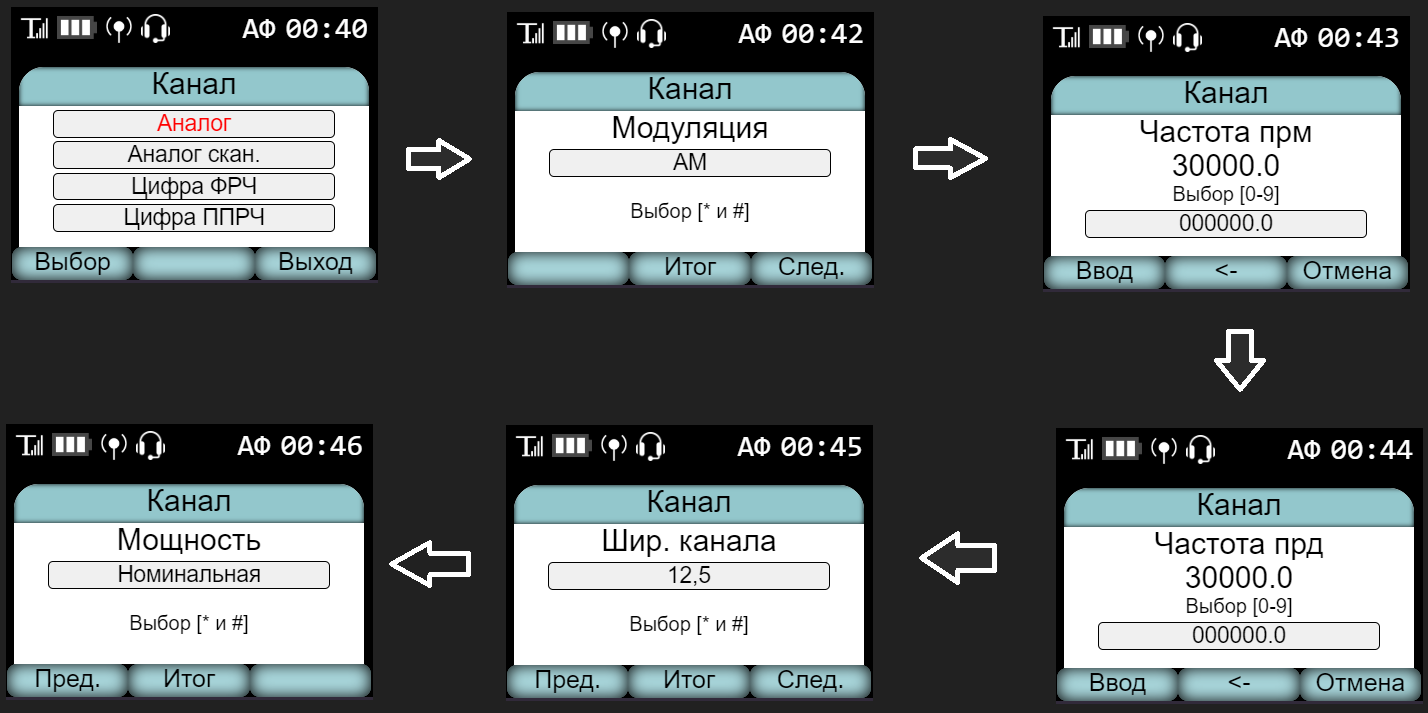 АФ 00:40
Канал
Аналог
Аналог скан.
Цифра ФРЧ
Цифра ППРЧ
Выбор Выход
АФ 00:42
Канал
Модуляция
АМ
Выбор [* и #]
Итог След.
АФ 00:43
Канал
Частота прм
30000.0
Выбор [0-9]
000000.0
Ввод <- Отмена
АФ 00:44
Канал
Частота прд
30000.0
Выбор [0-9]
000000.0
Ввод <- Отмена
АФ 00:45
Канал
Шир. канала
12,5
Выбор [* и #]
Пред. Итог След.
АФ 00:46
Канал
Мощность
Номинальная
Выбор [* и #]
Пред. Итог